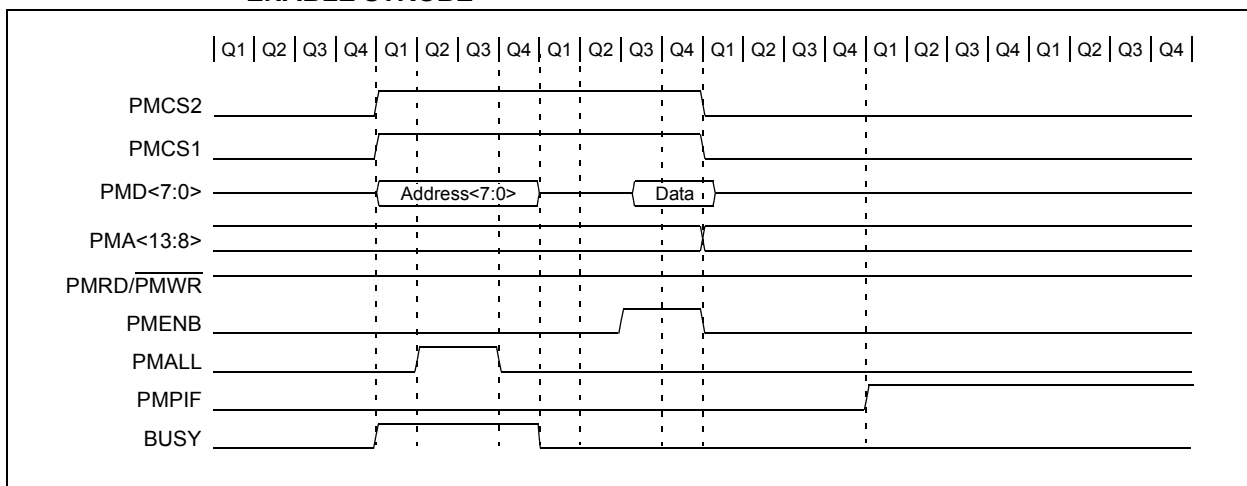 ENABLE STROBE
Q1 Q2 Q3 Q4 Q1 Q2 Q3 Q4 Q1 Q2 Q3 Q4 Q1 Q2 Q3 Q4 Q1 Q2 Q3 Q4 Q1 Q2 Q3 Q4
PMCS2
PMCS1
PMD<7:0> Address<7:0> Data
PMA<13:8>
PMRD/PMWR
PMENB
PMALL
PMPIF
BUSY